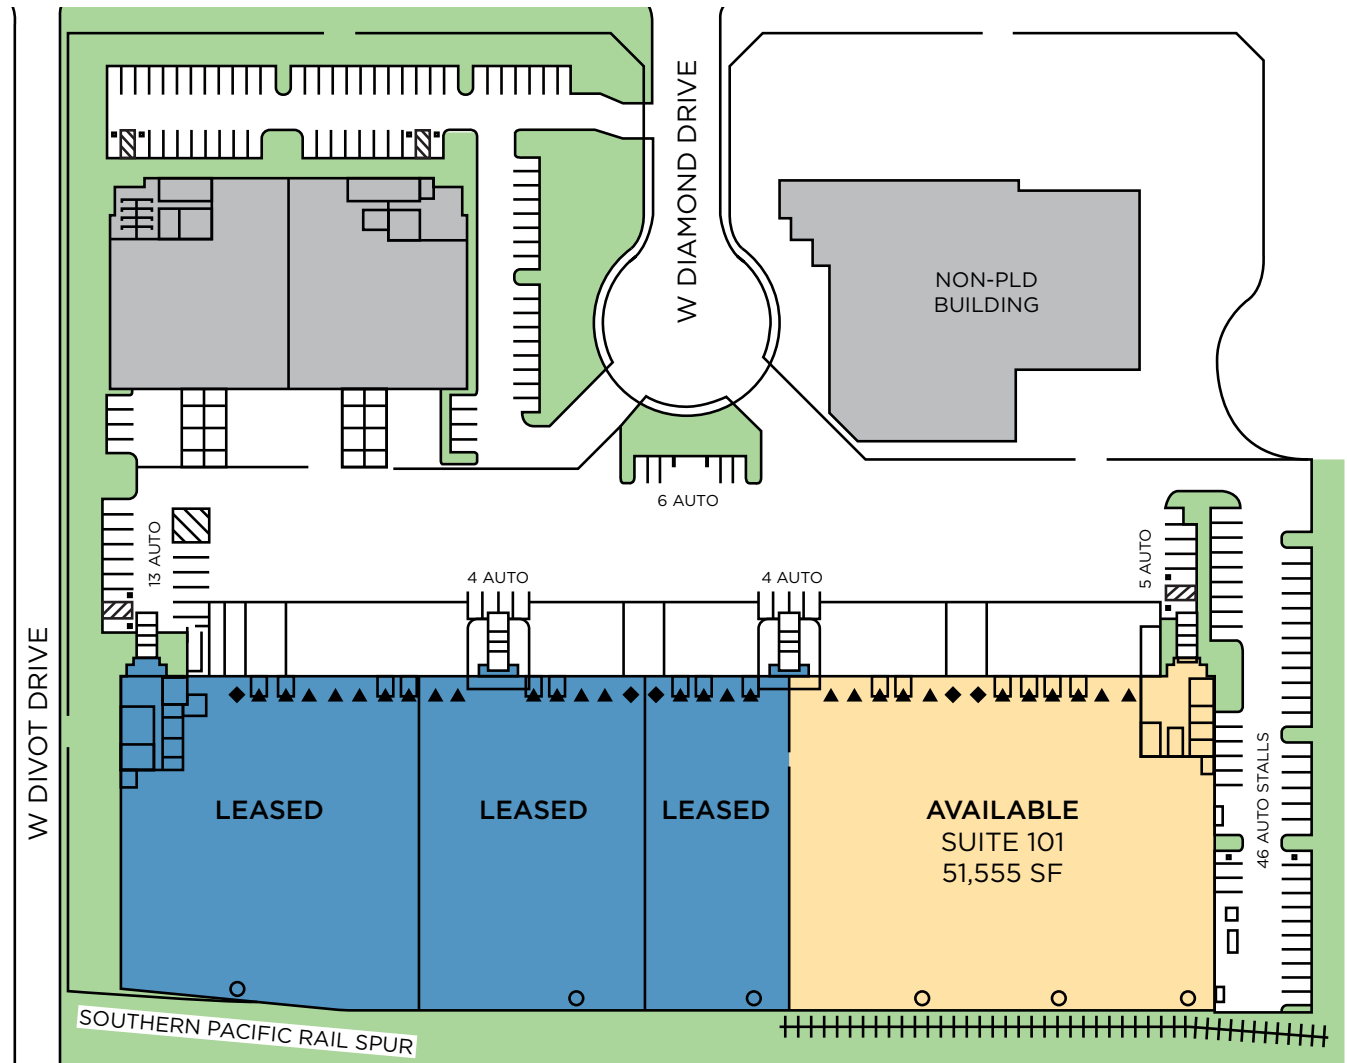 W DIAMOND DRIVE
NON-PLD
BUILDING
6 AUTO
13 AUTO
4 AUTO
4 AUTO
5 AUTO
W DIVOT DRIVE
LEASED
LEASED
LEASED
AVAILABLE
SUITE 101
51,555 SF
46 AUTO STALLS
SOUTHERN PACIFIC RAIL SPUR